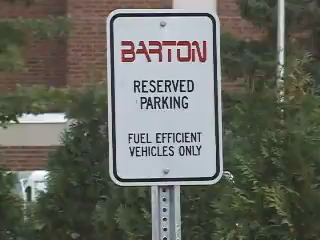 BARTON
RESERVED
PARKING
FUEL EFFICIENT
VEHICLES ONLY